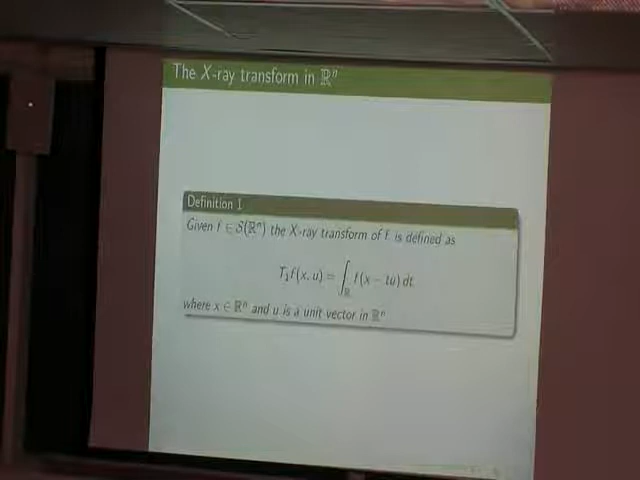 The X-ray transform in ℝⁿ
Definition 1
Given f ∈ 𝒮(ℝⁿ) the X-ray transform of f is defined as
T₁f(x, u) = ∫_ℝ f(x − tu) dt
where x ∈ ℝⁿ and u is a unit vector in ℝⁿ